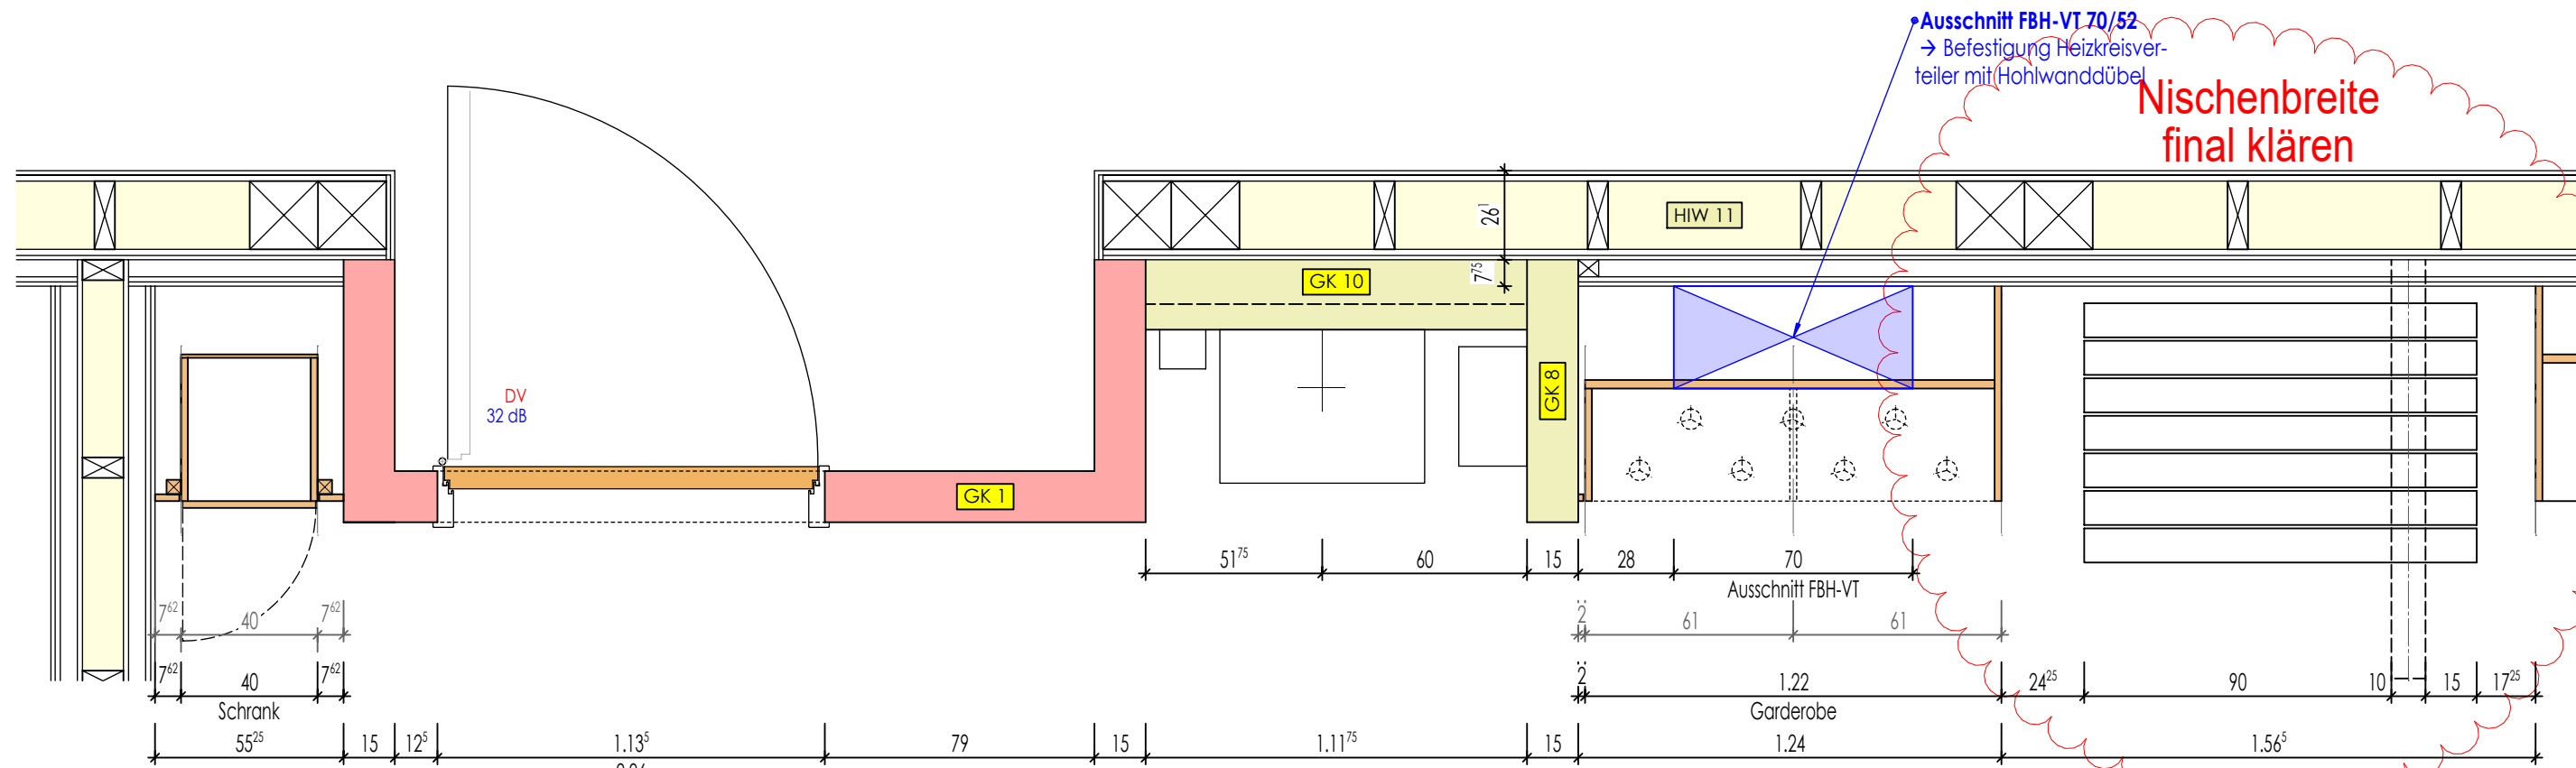 Ausschnitt FBH-VT 70/52
→ Befestigung Heizkreisver-
teiler mit Hohlwanddübel
Nischenbreite
final klären
HIW 11
26¹
7⁷⁵
GK 10
GK 8
DV
32 dB
GK 1
51⁷⁵ 60 15 28 70
Ausschnitt FBH-VT
7⁶² 40 7⁶² 2 61 61
7⁶² 40 7⁶² 2 1.22 24²⁵ 90 10 15 17²⁵
Schrank Garderobe
55²⁵ 15 12⁵ 1.13⁵ 79 15 1.11⁷⁵ 15 1.24 1.56⁵